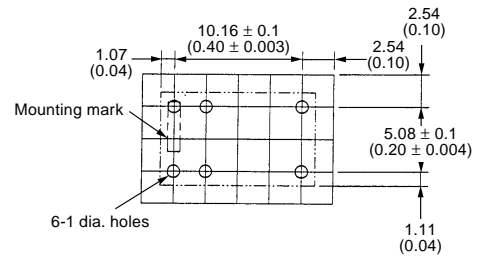 2.54
(0.10)
10.16 ± 0.1
(0.40 ± 0.003)
1.07
(0.04)
2.54
(0.10)
Mounting mark
5.08 ± 0.1
(0.20 ± 0.004)
6-1 dia. holes
1.11
(0.04)